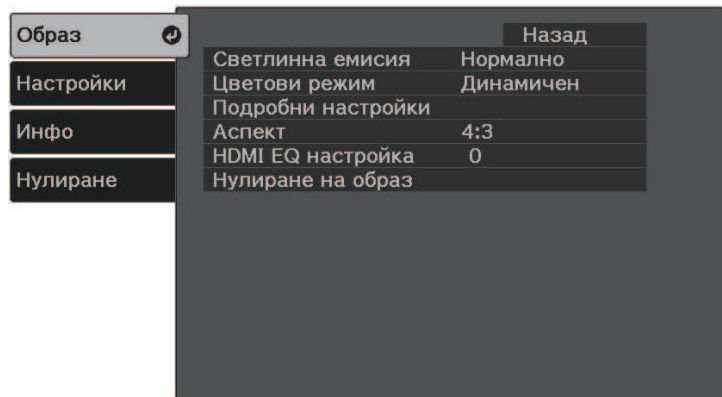 Образ
Настройки
Инфо
Нулиране
Назад
Светлинна емисия Нормално
Цветови режим Динамичен
Подробни настройки
Аспект 4:3
HDMI EQ настройка 0
Нулиране на образ